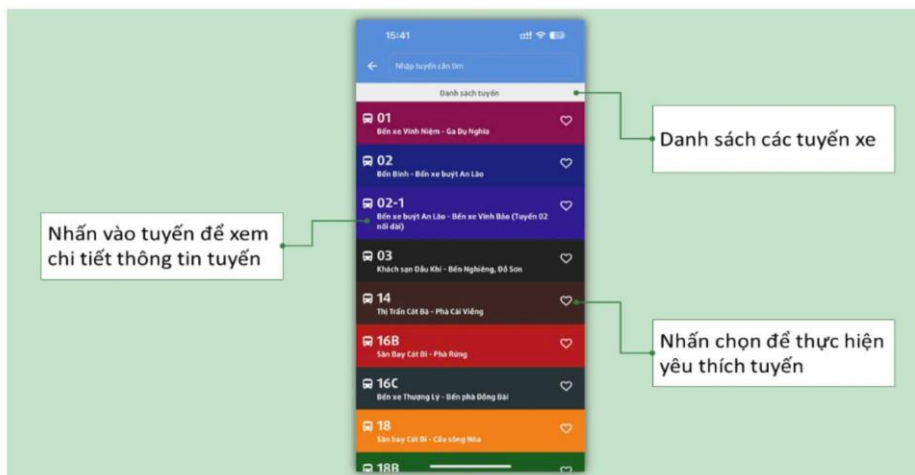 15:41
Nhập tuyến cần tìm
Danh sách tuyến
01
Bến xe Vĩnh Niệm - Ga Dụ Nghĩa
02
Bến Bính - Bến xe buýt An Lão
02-1
Bến xe buýt An Lão - Bến xe Vĩnh Bảo (Tuyến 02
nối dài)
03
Khách sạn Dầu Khí - Bến Nghiêng, Đồ Sơn
14
Thị Trấn Cát Bà - Phà Cái Viềng
16B
Sân Bay Cát Bi - Phà Rừng
16C
Bến xe Thượng Lý - Bến phà Đồng Bài
18
Sân bay Cát Bi - Cầu sông Hóa
18B
Danh sách các tuyến xe
Nhấn vào tuyến để xem
chi tiết thông tin tuyến
Nhấn chọn để thực hiện
yêu thích tuyến